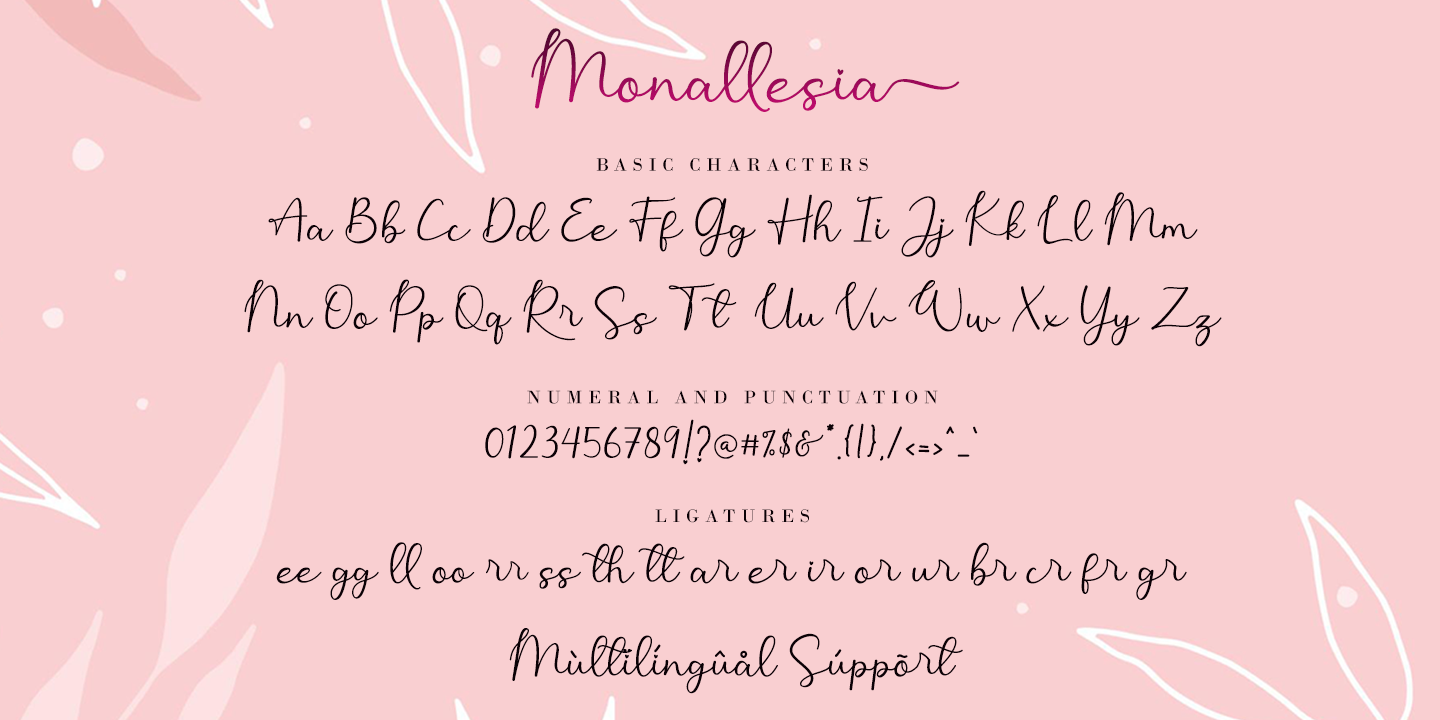 Monallesia
BASIC CHARACTERS
Aa Bb Cc Dd Ee Ff Gg Hh Ii Jj Kk Ll Mm
Nn Oo Pp Qq Rr Ss Tt Uu Vv Ww Xx Yy Zz
NUMERAL AND PUNCTUATION
0123456789!?@#%$&*.{|},/<=>^_`
LIGATURES
ee gg ll oo rr ss th tt ar er ir or ur br cr fr gr
Mùltïlíngûål Súppõrt